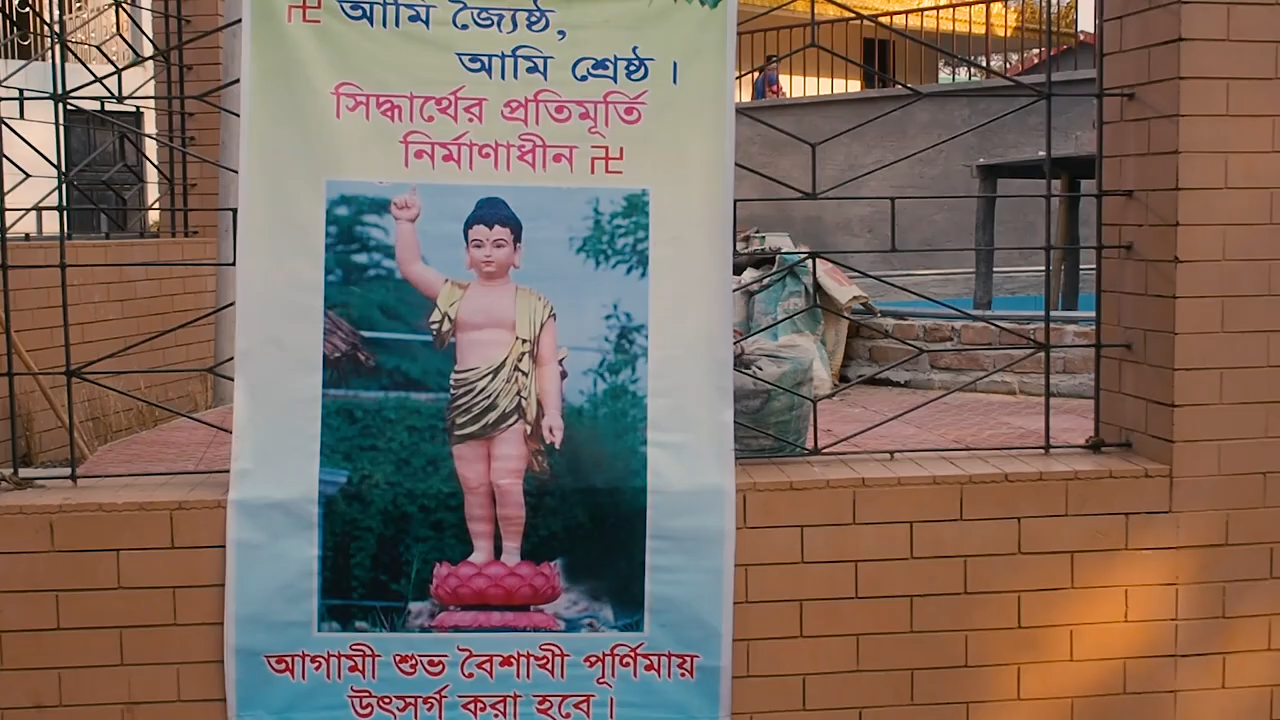 卐 আমি জ্যৈষ্ঠ,
আমি শ্রেষ্ঠ।
সিদ্ধার্থের প্রতিমূর্তি
নির্মাণাধীন 卐
আগামী শুভ বৈশাখী পূর্ণিমায়
উৎসর্গ করা হবে।